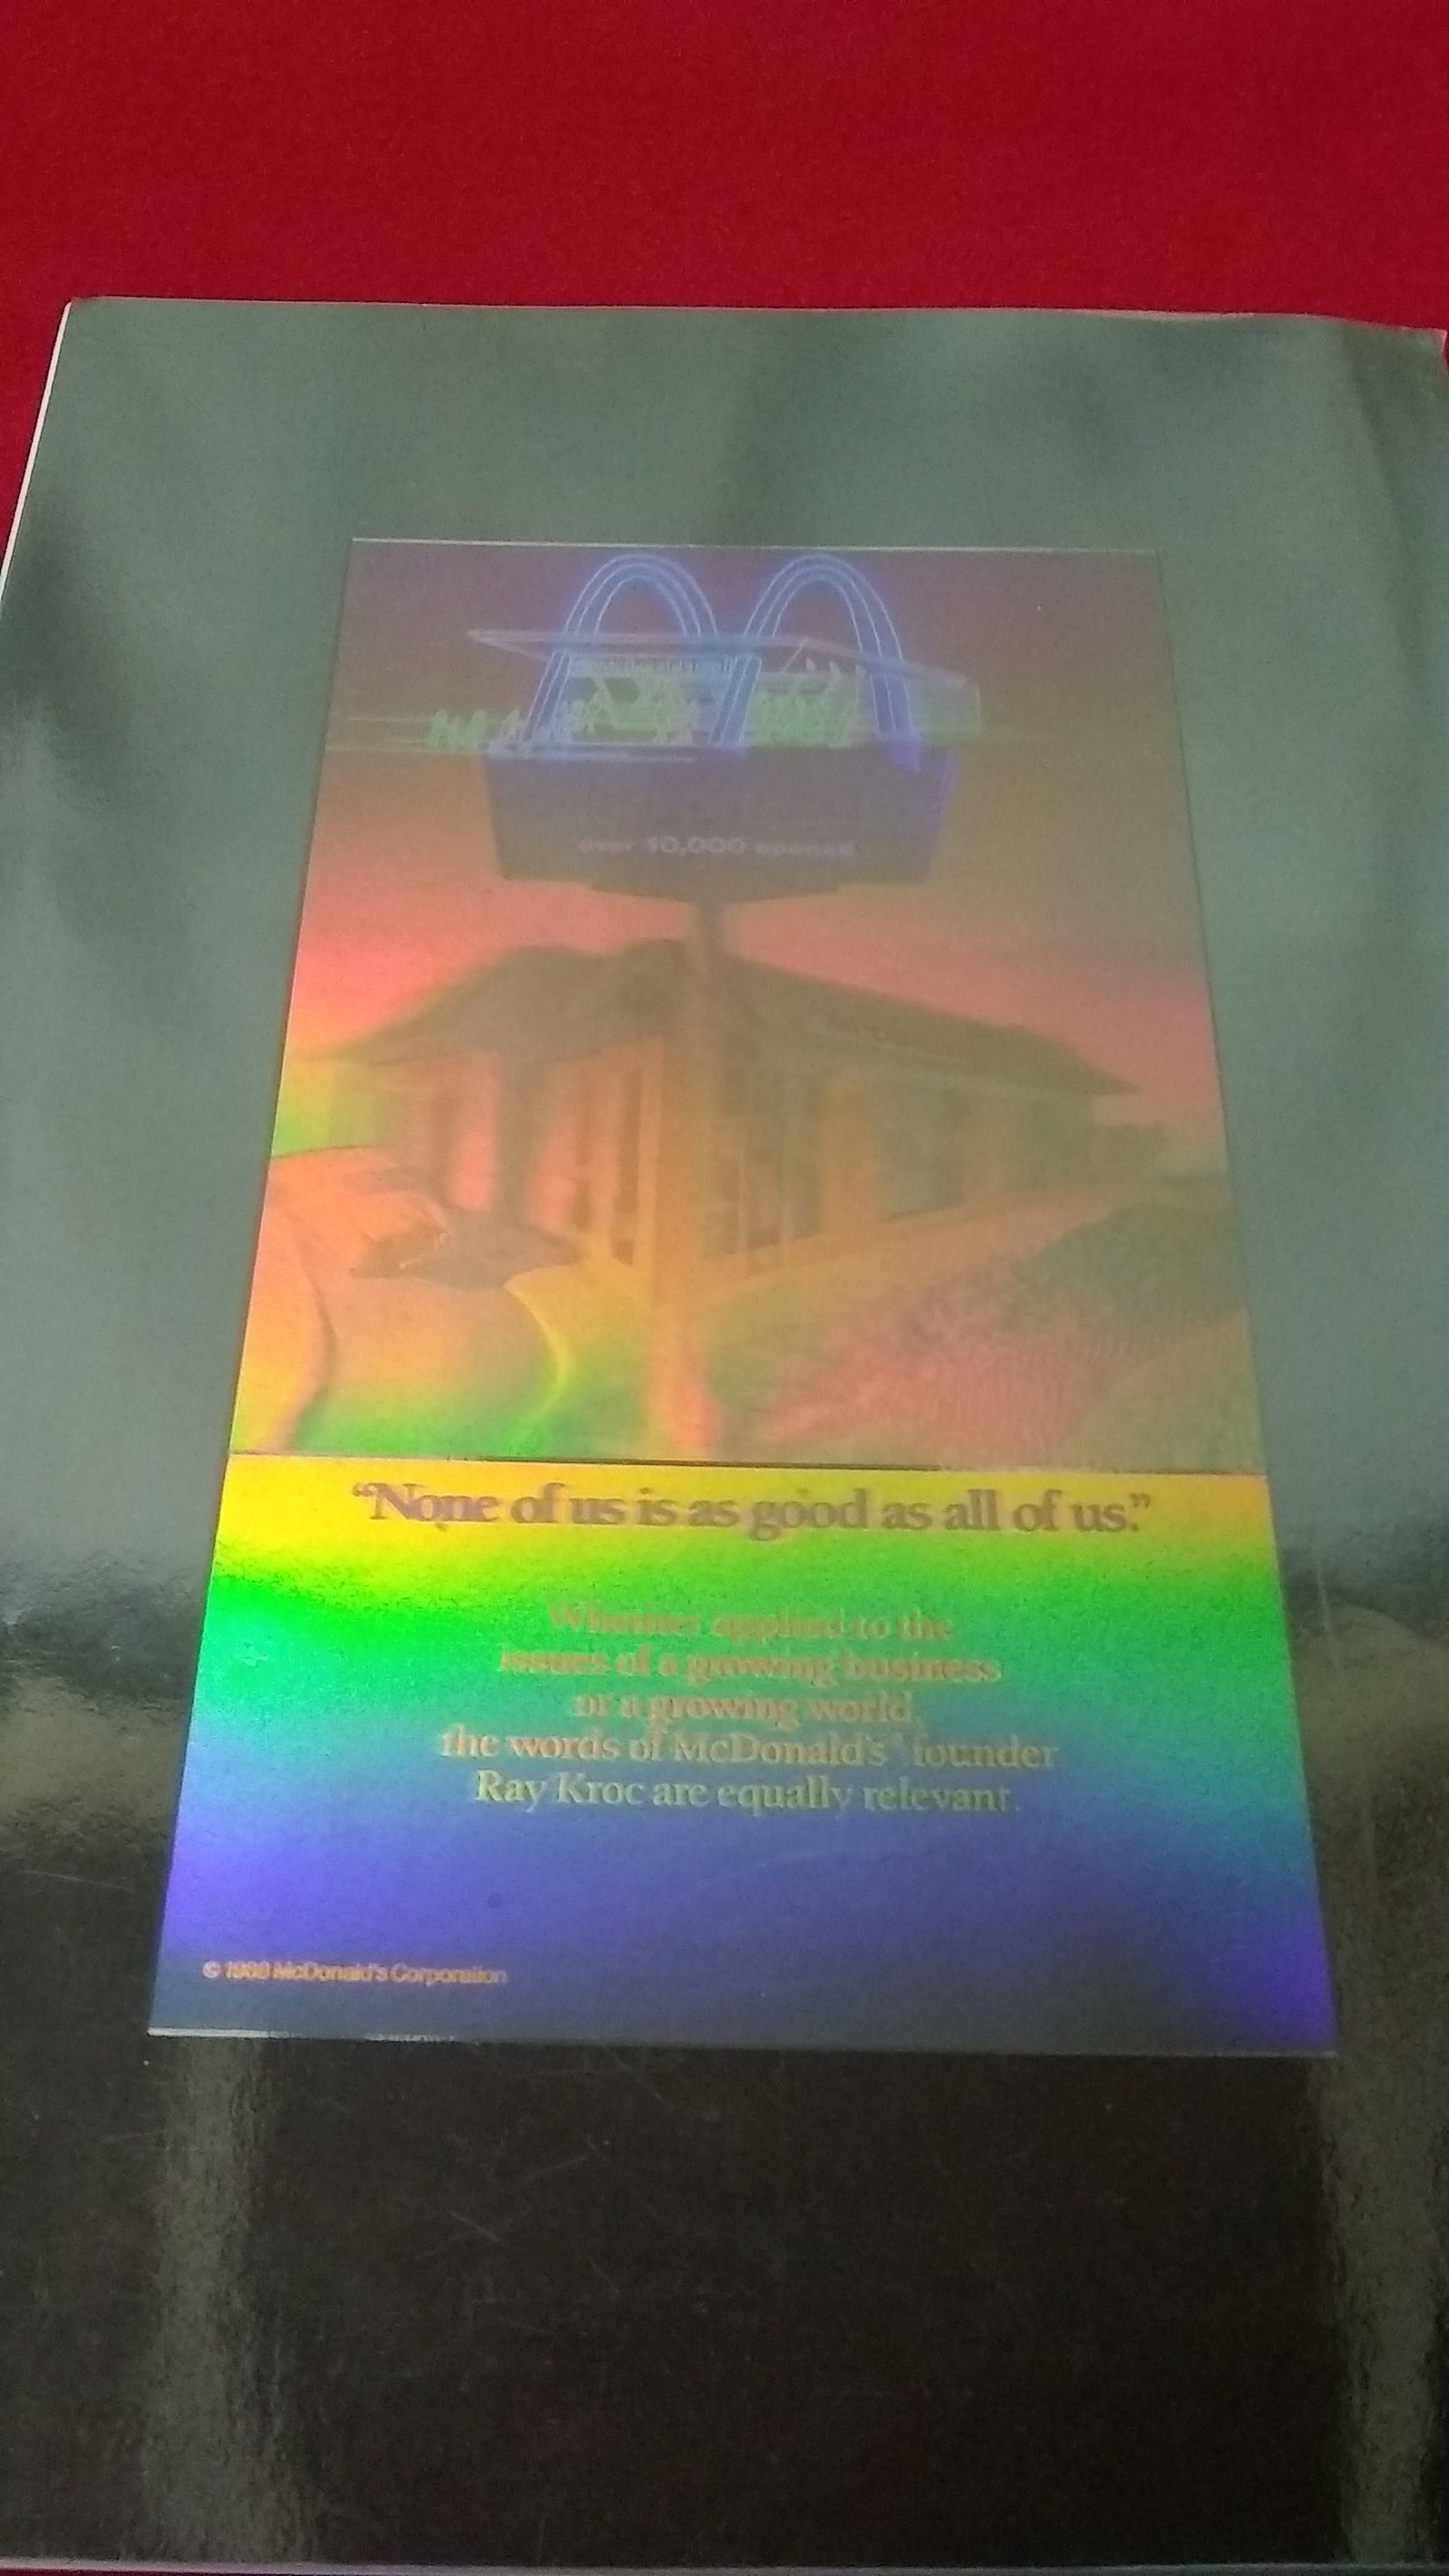 over 10,000 opened
“None of us is as good as all of us.”
Whether applied to the
issues of a growing business
or a growing world,
the words of McDonald's® founder
Ray Kroc are equally relevant.
© 1988 McDonald's Corporation